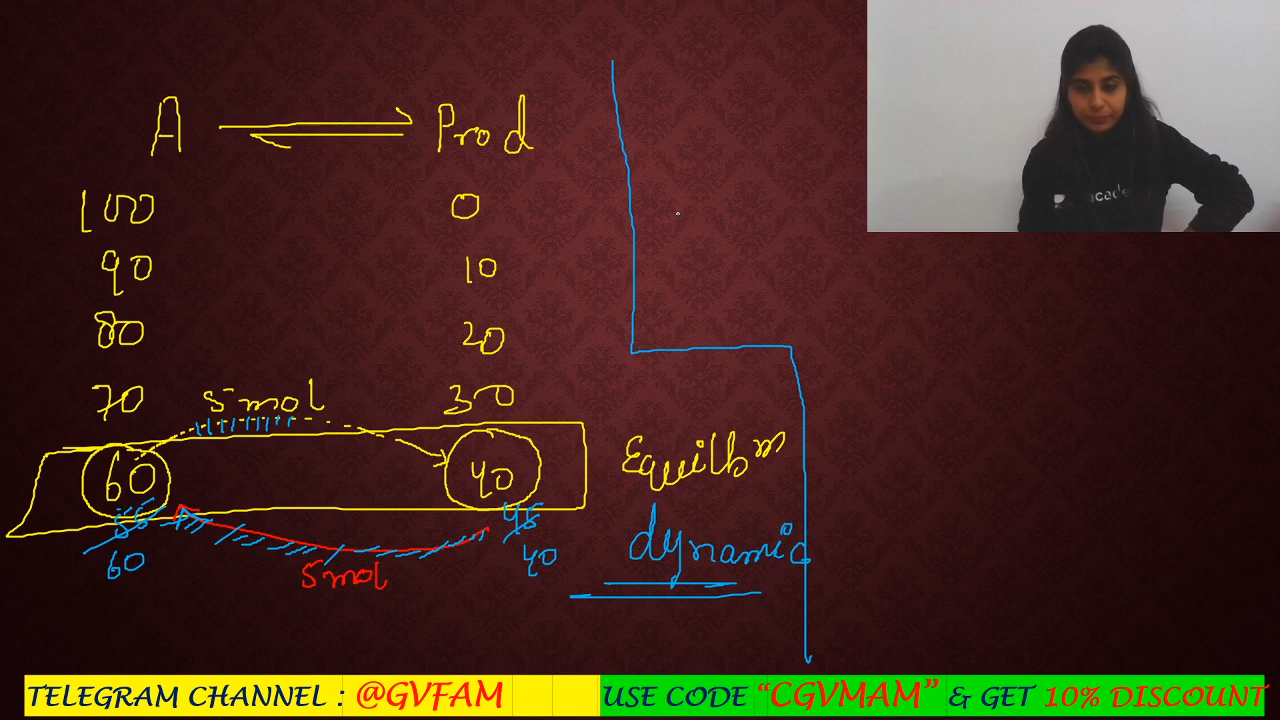 A ⇌ Prod
100 0
90 10
80 20
70 5 mol 30
60 40
Equilbm
55 45
60 40
5 mol
dynamic
acade
TELEGRAM CHANNEL : @GVFAM
USE CODE “CGVMAM” & GET 10% DISCOUNT